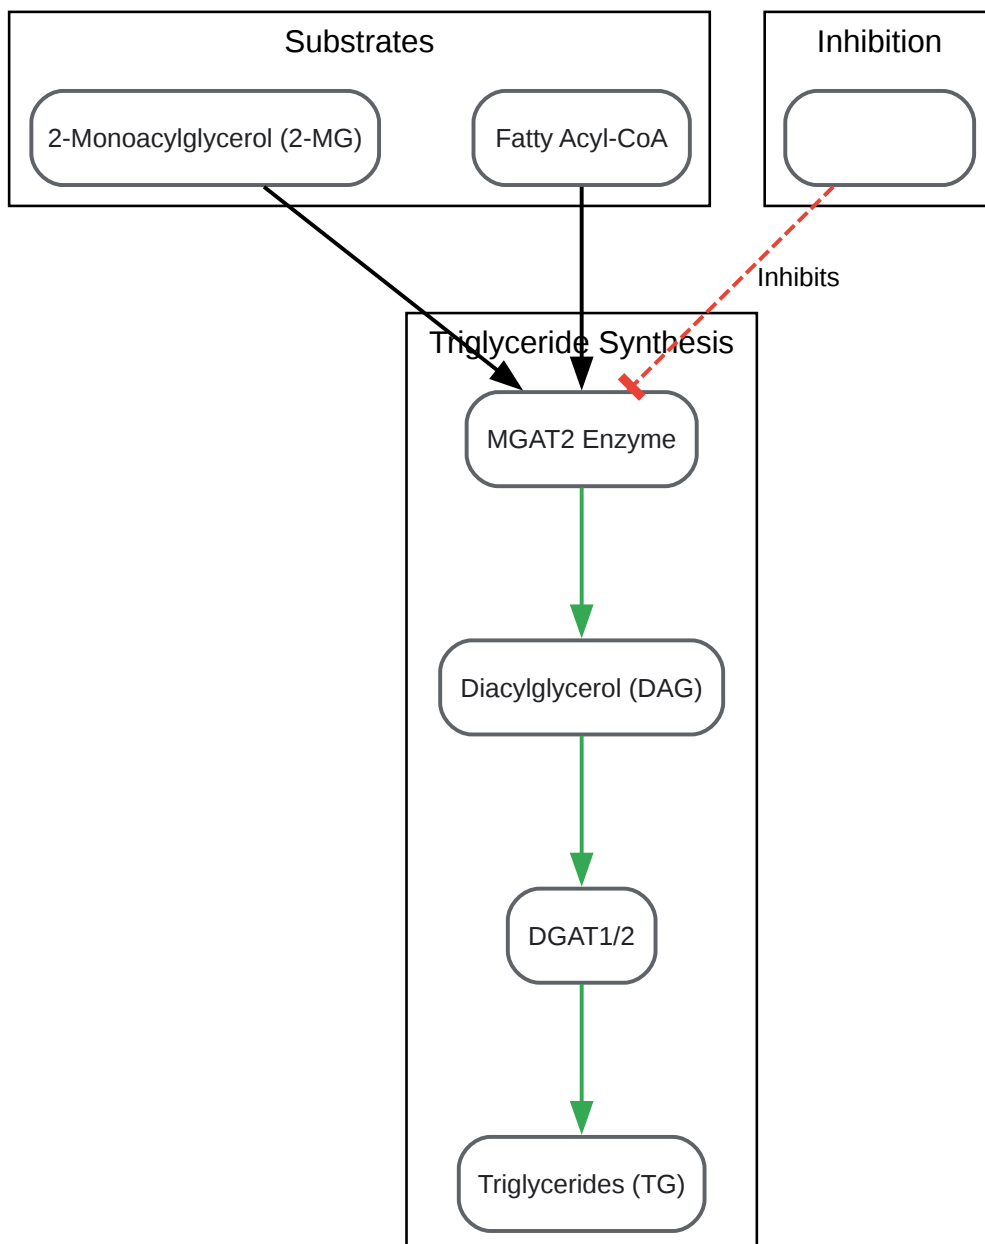 Substrates
Inhibition
2-Monoacylglycerol (2-MG)
Fatty Acyl-CoA
Inhibits
Triglyceride Synthesis
MGAT2 Enzyme
Diacylglycerol (DAG)
DGAT1/2
Triglycerides (TG)